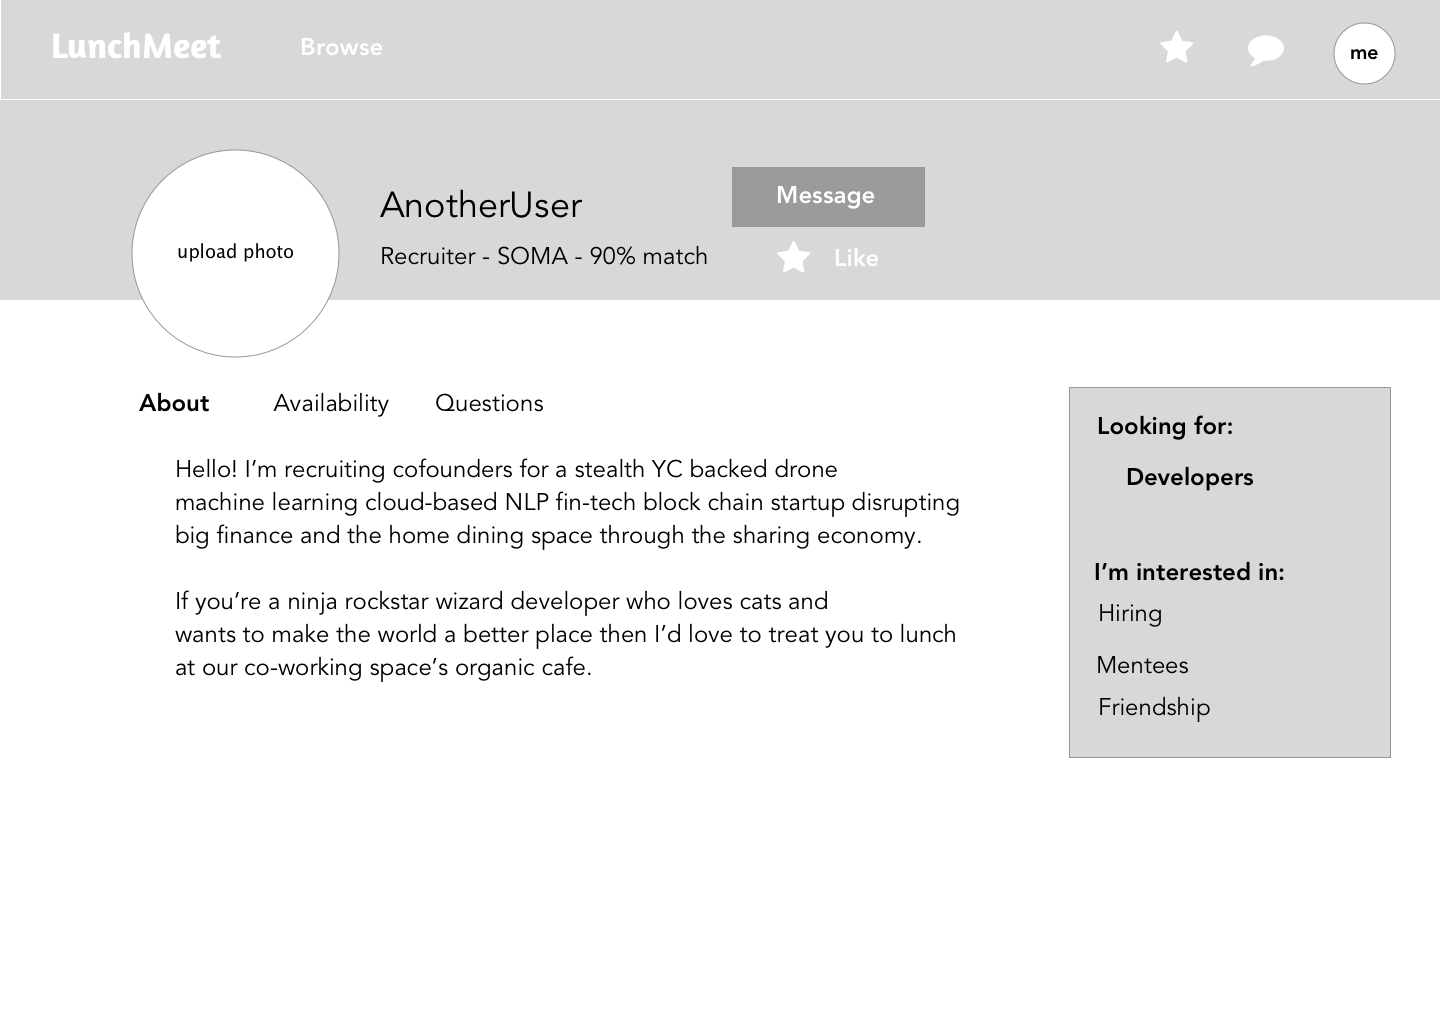 LunchMeet
Browse
me
upload photo
AnotherUser
Recruiter - SOMA - 90% match
Message
Like
About
Availability
Questions
Hello! I’m recruiting cofounders for a stealth YC backed drone
machine learning cloud-based NLP fin-tech block chain startup disrupting
big finance and the home dining space through the sharing economy.
If you’re a ninja rockstar wizard developer who loves cats and
wants to make the world a better place then I’d love to treat you to lunch
at our co-working space’s organic cafe.
Looking for:
Developers
I’m interested in:
Hiring
Mentees
Friendship